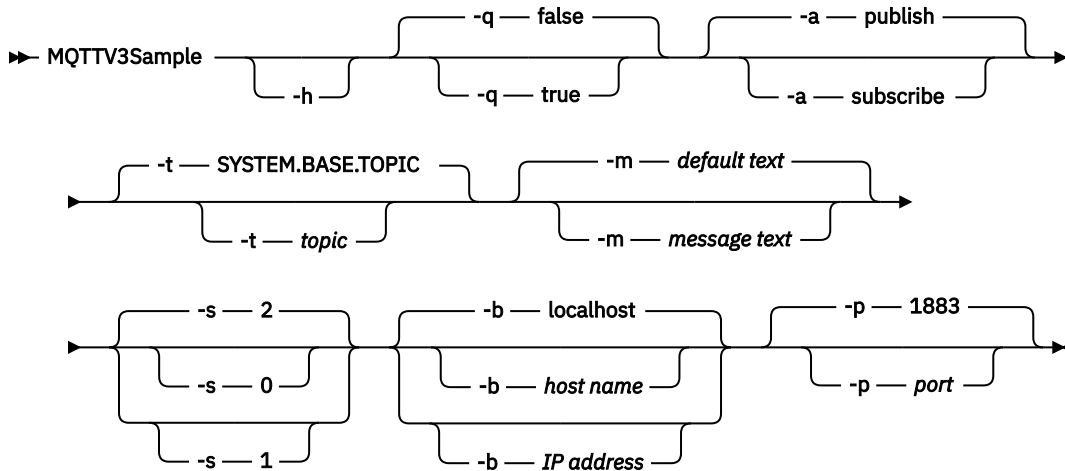 -q false -a publish
MQTTV3Sample
-h -q true -a subscribe
-t SYSTEM.BASE.TOPIC -m default text
-t topic -m message text
-s 2 -b localhost -p 1883
-s 0 -b host name -p port
-s 1 -b IP address